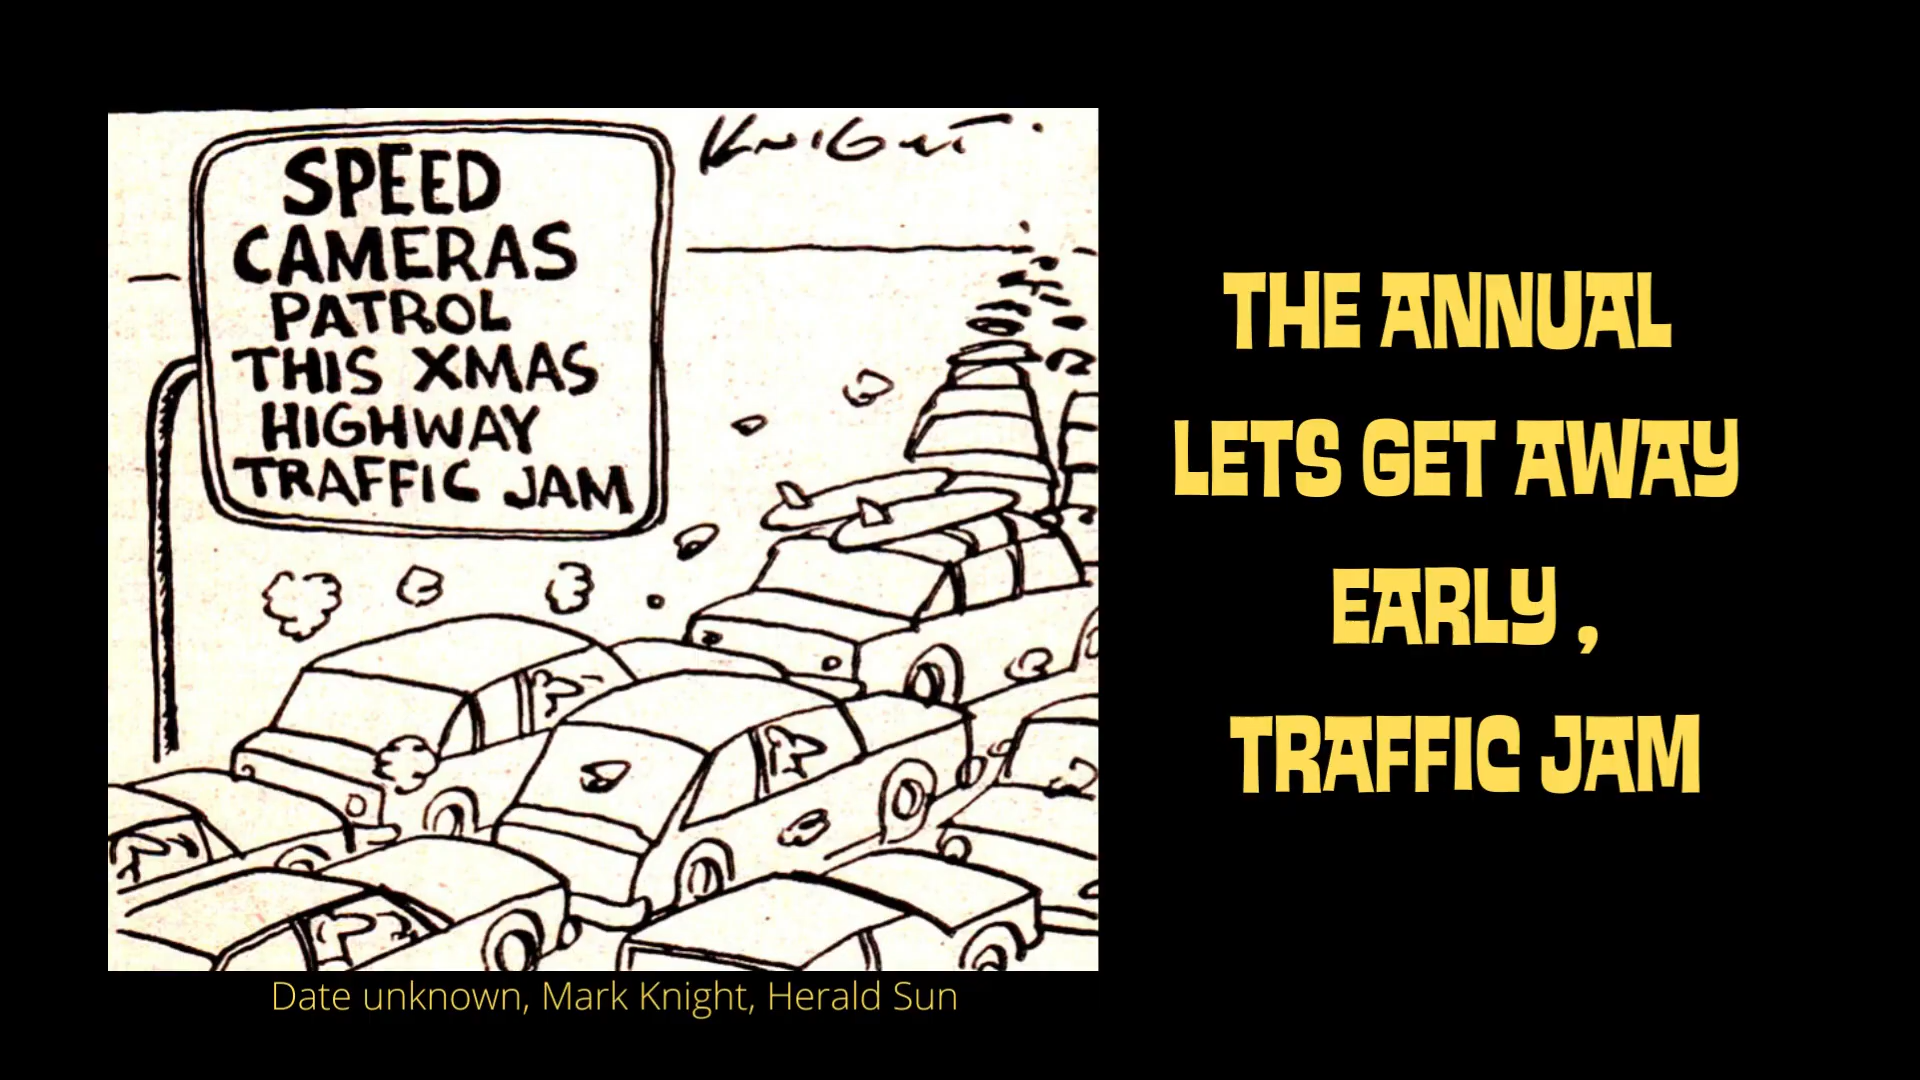 SPEED
CAMERAS
PATROL
THIS XMAS
HIGHWAY
TRAFFIC JAM
KNIGHT
Date unknown, Mark Knight, Herald Sun
THE ANNUAL
LETS GET AWAY
EARLY ,
TRAFFIC JAM